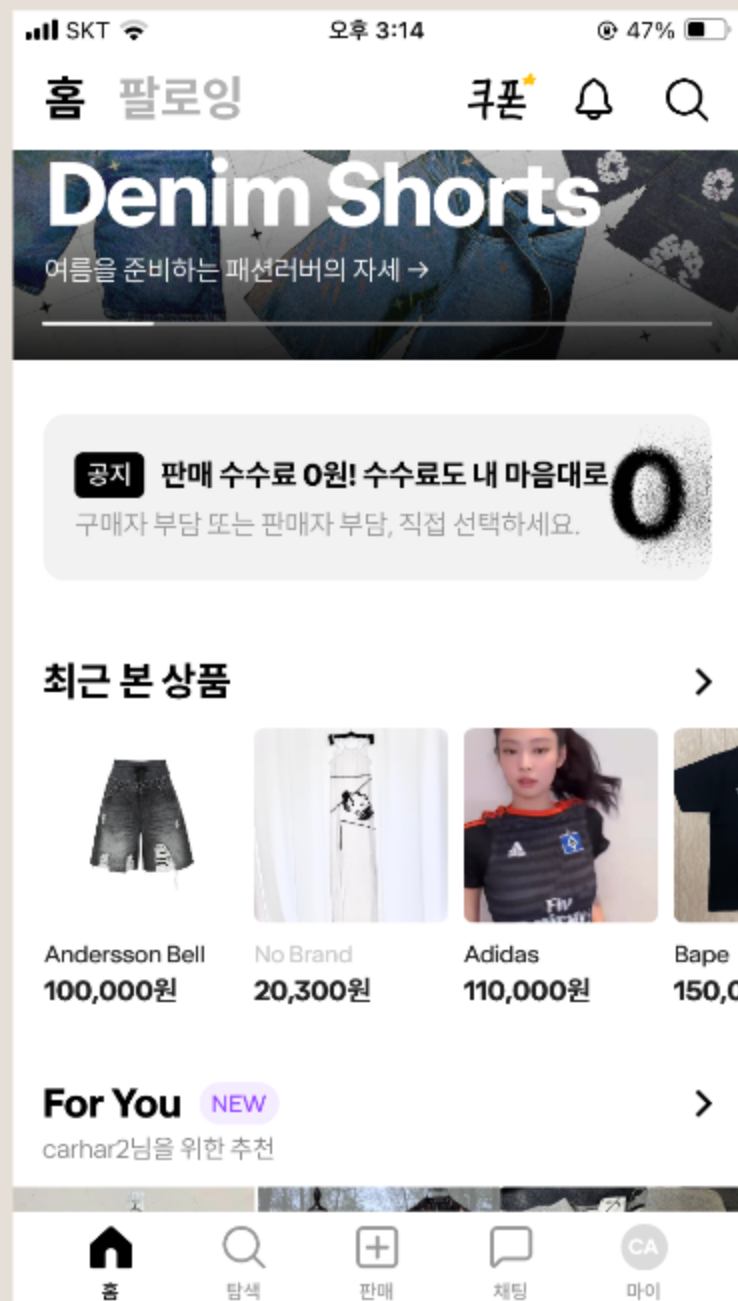 SKT 오후 3:14 47%
홈 팔로잉 쿠폰
Denim Shorts
여름을 준비하는 패션러버의 자세 →
공지 판매 수수료 0원! 수수료도 내 마음대로
구매자 부담 또는 판매자 부담, 직접 선택하세요.
0
최근 본 상품
Andersson Bell No Brand Adidas Bape
100,000원 20,300원 110,000원 150,0
For You NEW
carhar2님을 위한 추천
CA
홈 탐색 판매 채팅 마이